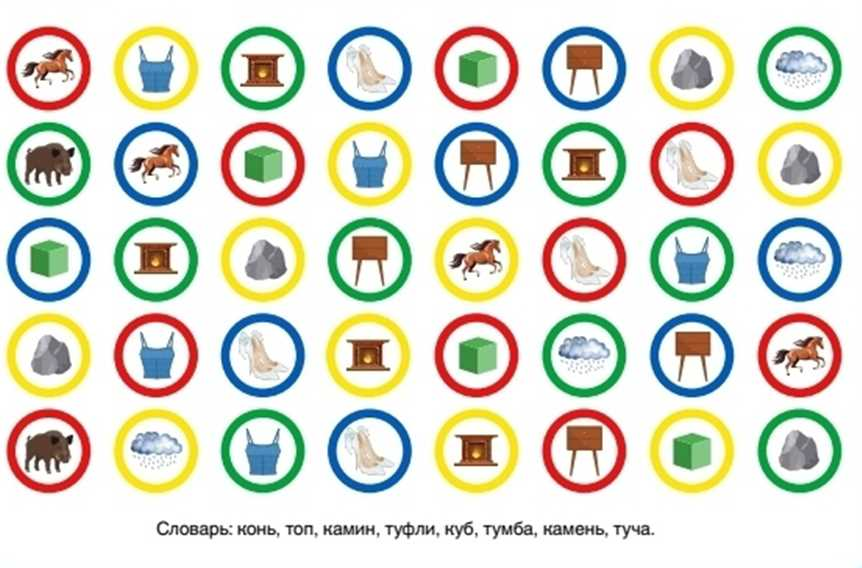 Словарь: конь, топ, камин, туфли, куб, тумба, камень, туча.